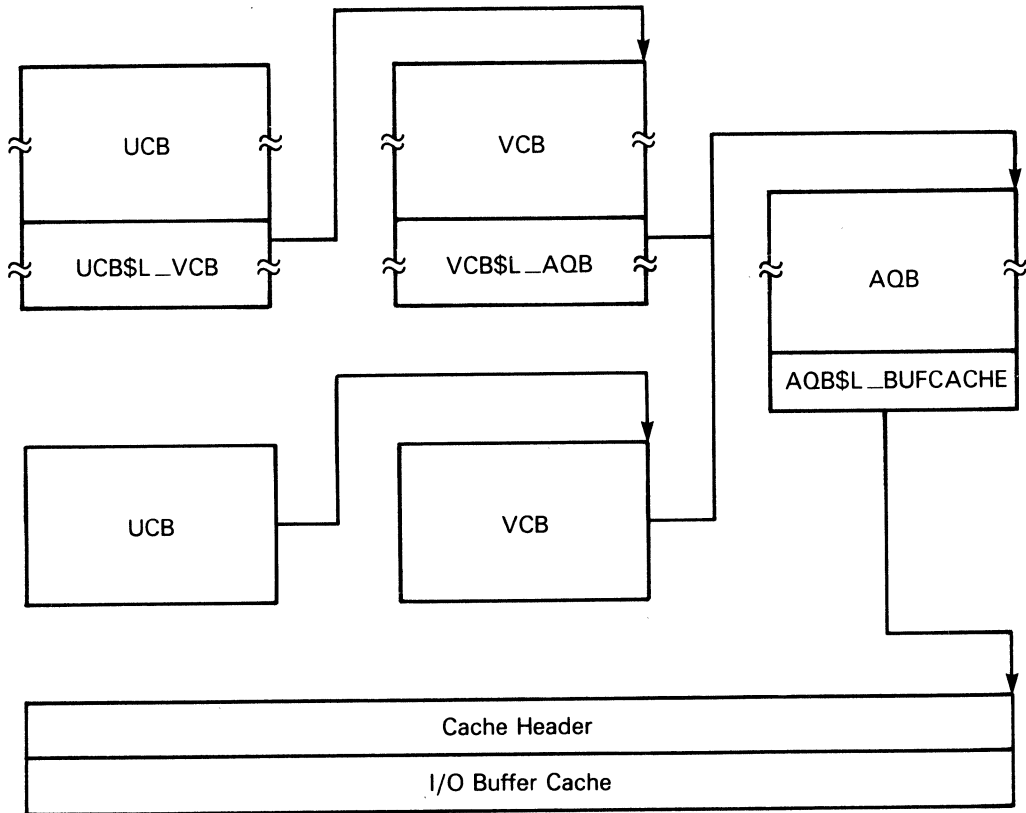 UCB
VCB
UCB$L_VCB
VCB$L_AQB
AQB
AQB$L_BUFCACHE
UCB
VCB
Cache Header
I/O Buffer Cache